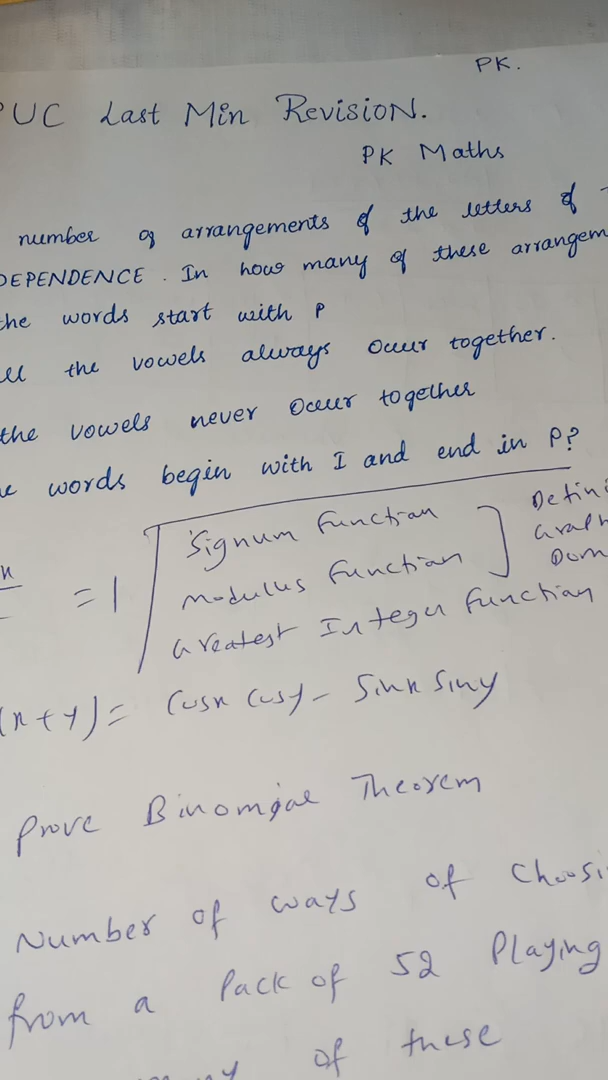 PK.
PUC Last Min Revision.
PK Maths
number of arrangements of the letters of
DEPENDENCE. In how many of these arrangem
the words start with P
all the vowels always occur together.
the vowels never occur together
words begin with I and end in P?
Signum Function
Modulus Function
Greatest Integer Function
Defini
Graph
Dom
x
= 1
(x+y) = Cosx Cosy - Sinx Siny
Prove Binomial Theorem
Number of ways of Choosi
from a Pack of 52 Playing
of these